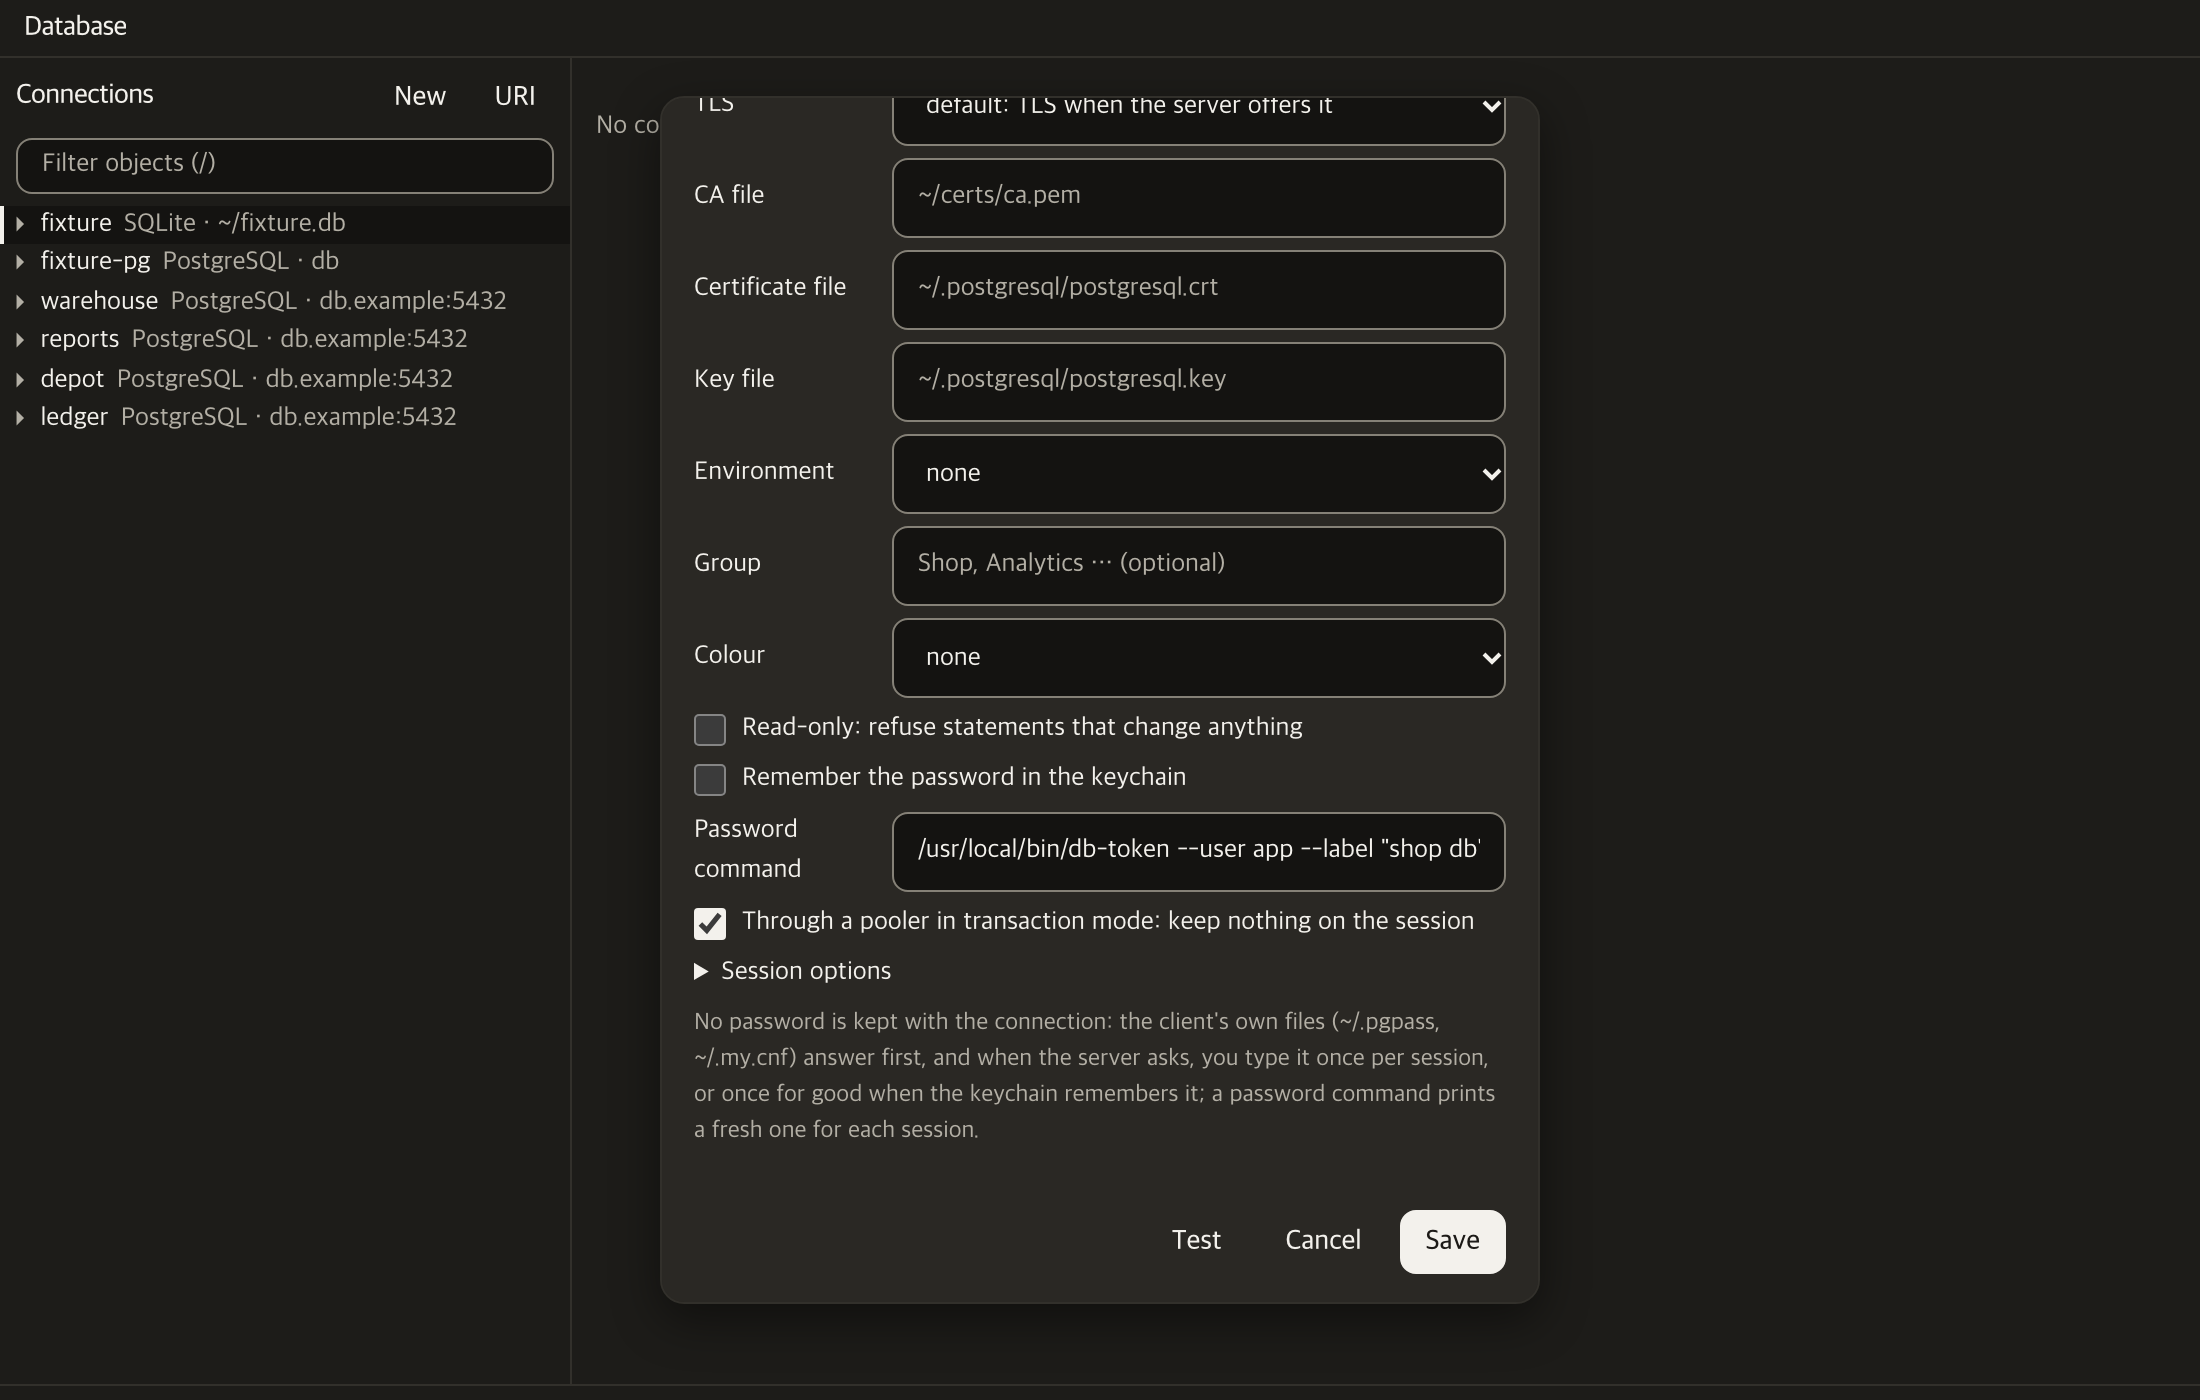 Database
Connections New URI
Filter objects (/)
fixture SQLite · ~/fixture.db
fixture-pg PostgreSQL · db
warehouse PostgreSQL · db.example:5432
reports PostgreSQL · db.example:5432
depot PostgreSQL · db.example:5432
ledger PostgreSQL · db.example:5432
No co
TLS default: TLS when the server offers it
CA file ~/certs/ca.pem
Certificate file ~/.postgresql/postgresql.crt
Key file ~/.postgresql/postgresql.key
Environment none
Group Shop, Analytics ··· (optional)
Colour none
Read-only: refuse statements that change anything
Remember the password in the keychain
Password command /usr/local/bin/db-token --user app --label "shop db"
Through a pooler in transaction mode: keep nothing on the session
Session options
No password is kept with the connection: the client's own files (~/.pgpass,
~/.my.cnf) answer first, and when the server asks, you type it once per session,
or once for good when the keychain remembers it; a password command prints
a fresh one for each session.
Test Cancel Save